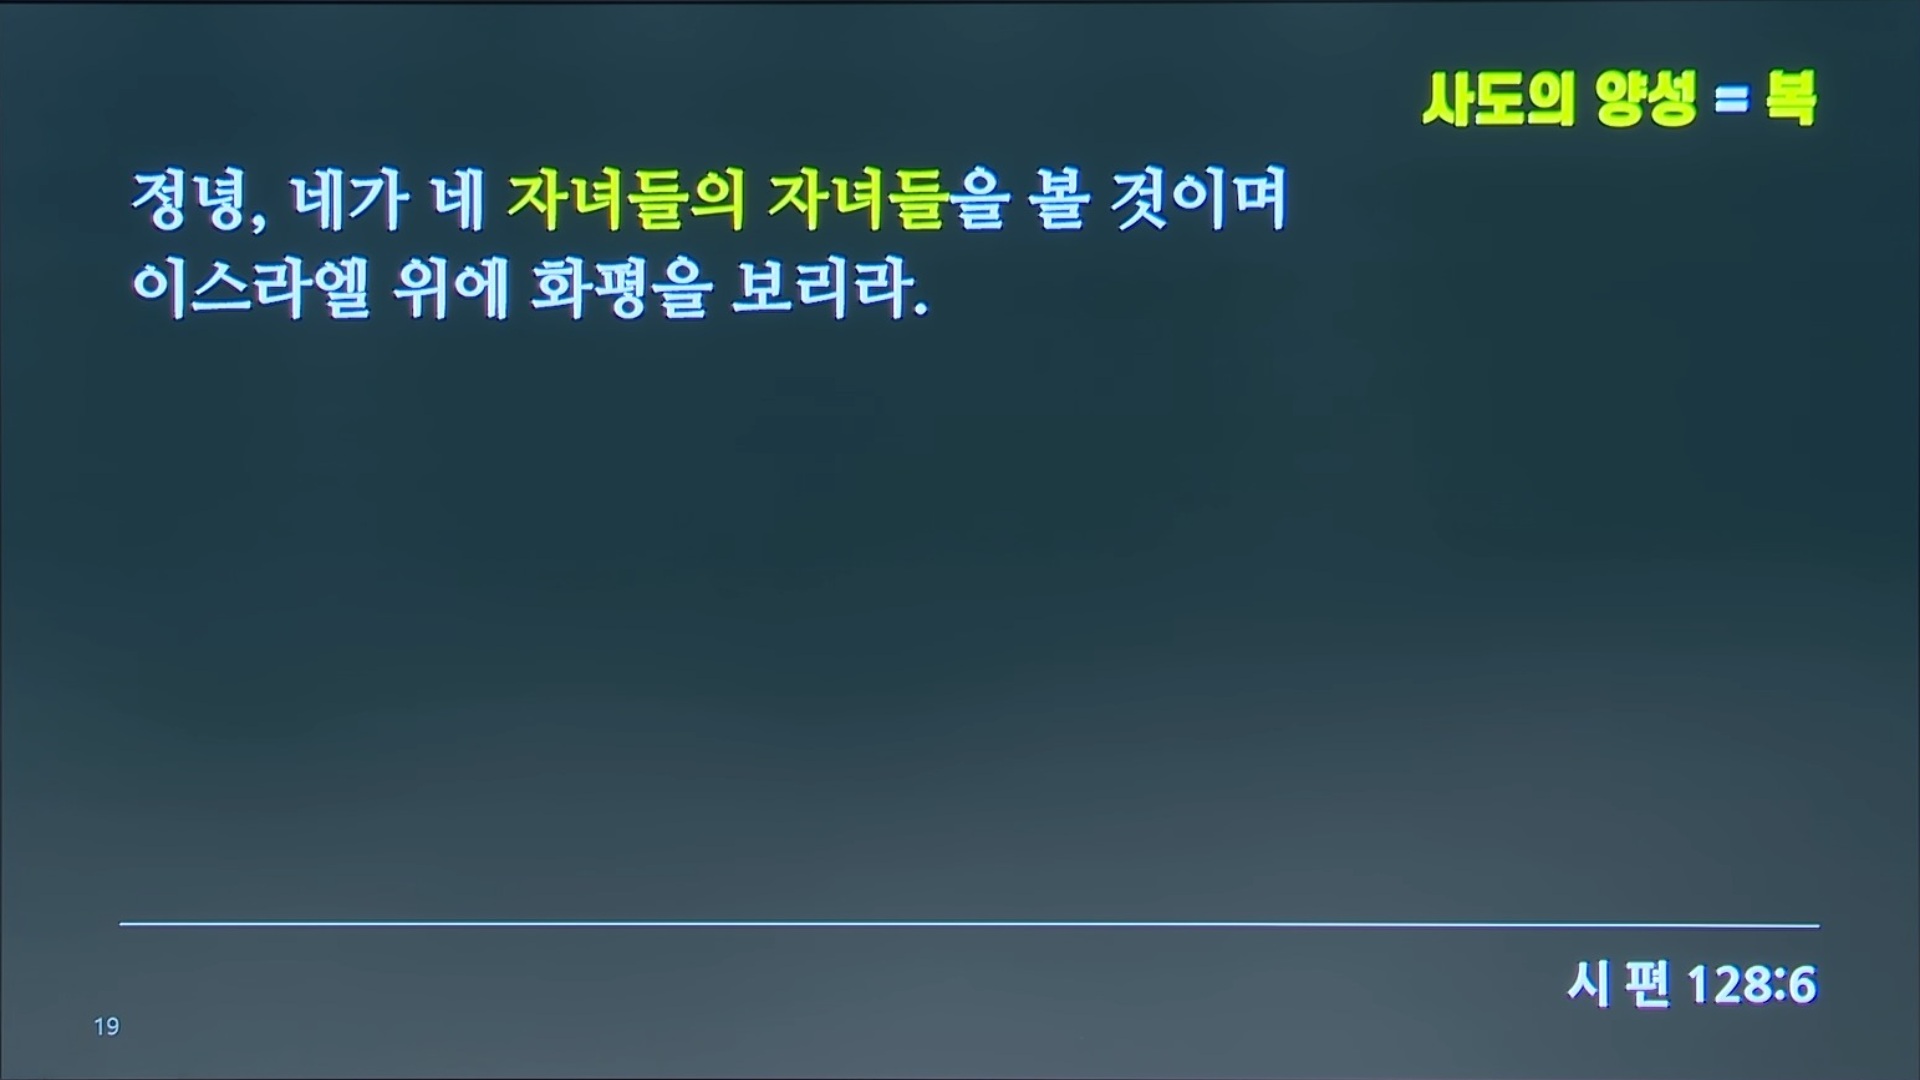 사도의 양성 = 복
정녕, 네가 네 자녀들의 자녀들을 볼 것이며
이스라엘 위에 화평을 보리라.
시 편 128:6
19